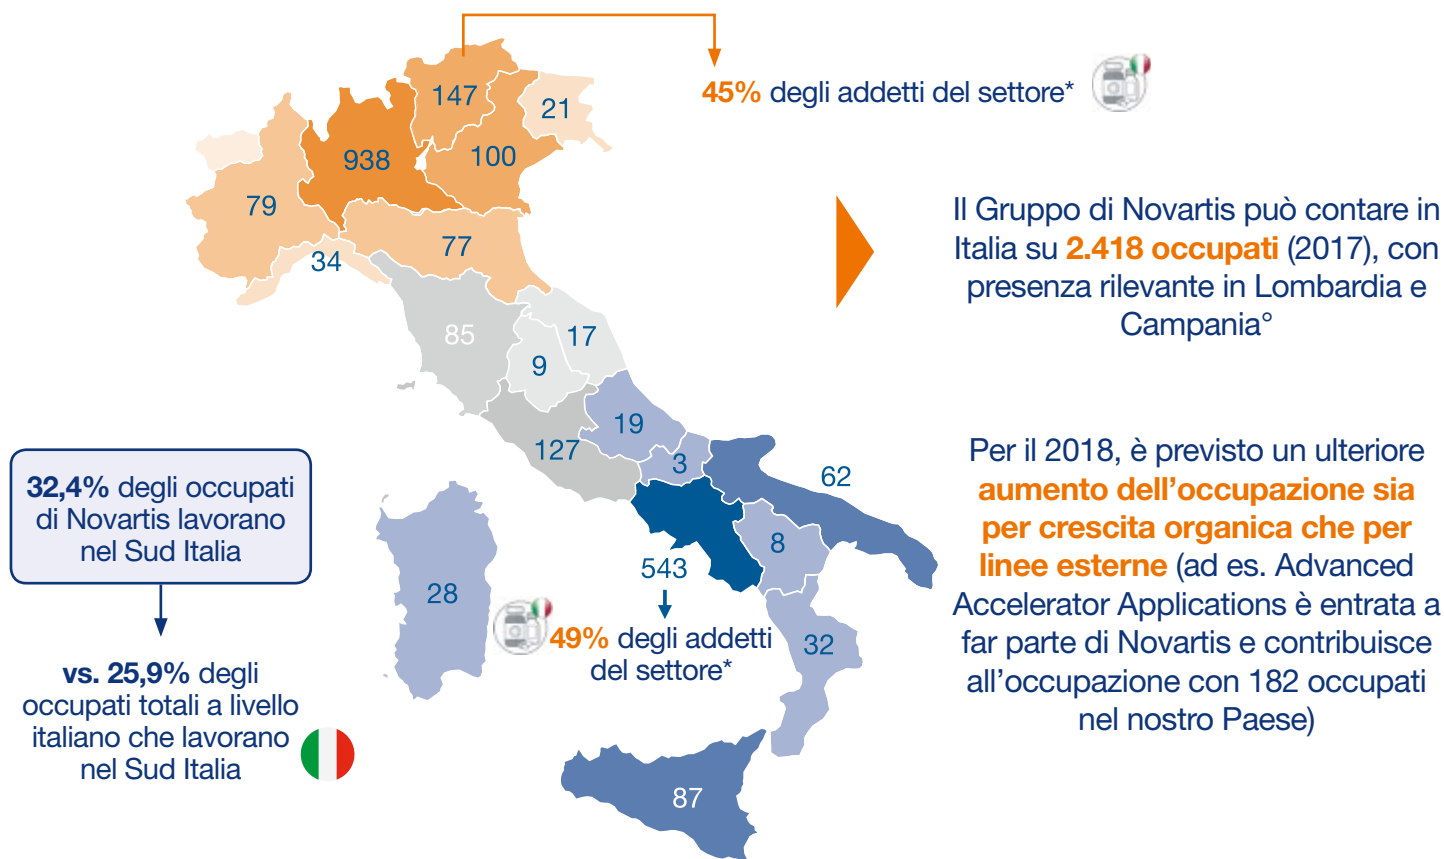 45% degli addetti del settore*
147
21
938
100
79
77
34
85
17
9
19
127
3
62
8
543
28
32
87
49% degli addetti
del settore*
32,4% degli occupati
di Novartis lavorano
nel Sud Italia
vs. 25,9% degli
occupati totali a livello
italiano che lavorano
nel Sud Italia
Il Gruppo di Novartis può contare in
Italia su 2.418 occupati (2017), con
presenza rilevante in Lombardia e
Campania°
Per il 2018, è previsto un ulteriore
aumento dell’occupazione sia
per crescita organica che per
linee esterne (ad es. Advanced
Accelerator Applications è entrata a
far parte di Novartis e contribuisce
all’occupazione con 182 occupati
nel nostro Paese)